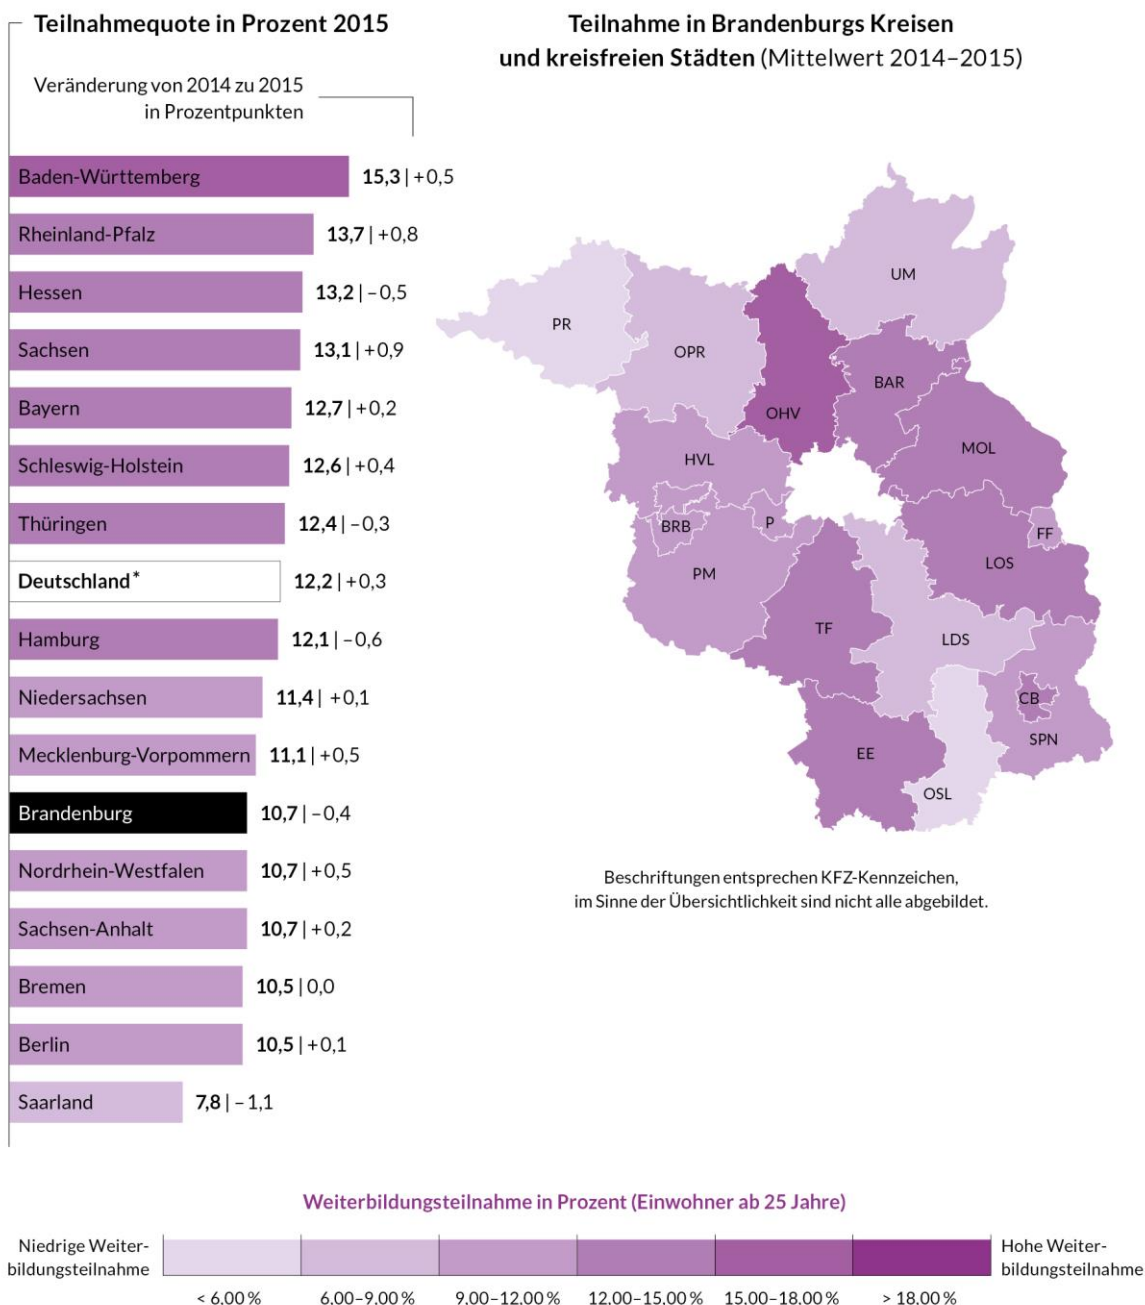 Teilnahmequote in Prozent 2015
Veränderung von 2014 zu 2015
in Prozentpunkten
Baden-Württemberg 15,3 | +0,5
Rheinland-Pfalz 13,7 | +0,8
Hessen 13,2 | –0,5
Sachsen 13,1 | +0,9
Bayern 12,7 | +0,2
Schleswig-Holstein 12,6 | +0,4
Thüringen 12,4 | –0,3
Deutschland* 12,2 | +0,3
Hamburg 12,1 | –0,6
Niedersachsen 11,4 | +0,1
Mecklenburg-Vorpommern 11,1 | +0,5
Brandenburg 10,7 | –0,4
Nordrhein-Westfalen 10,7 | +0,5
Sachsen-Anhalt 10,7 | +0,2
Bremen 10,5 | 0,0
Berlin 10,5 | +0,1
Saarland 7,8 | –1,1
Teilnahme in Brandenburgs Kreisen
und kreisfreien Städten (Mittelwert 2014–2015)
UM
PR
OPR
BAR
OHV
MOL
HVL
P
BRB
FF
LOS
PM
TF
LDS
CB
SPN
EE
OSL
Beschriftungen entsprechen KFZ-Kennzeichen,
im Sinne der Übersichtlichkeit sind nicht alle abgebildet.
Weiterbildungsteilnahme in Prozent (Einwohner ab 25 Jahre)
Niedrige Weiter-
bildungsteilnahme
Hohe Weiter-
bildungsteilnahme
< 6,00 % 6,00–9,00 % 9,00–12,00 % 12,00–15,00 % 15,00–18,00 % > 18,00 %